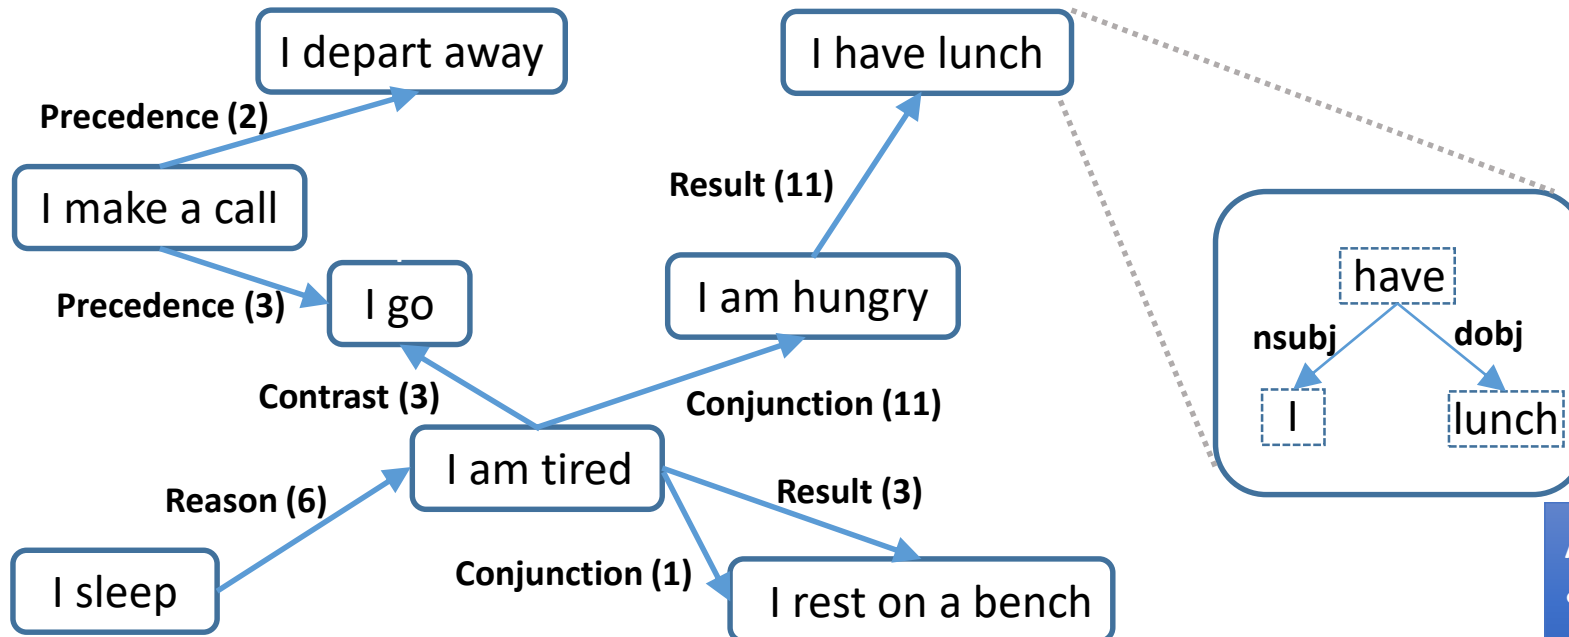 I depart away
I have lunch
Precedence (2)
Result (11)
I make a call
have
Precedence (3)
I go
I am hungry
nsubj
dobj
Contrast (3)
Conjunction (11)
I
lunch
I am tired
Reason (6)
Result (3)
Conjunction (1)
I sleep
I rest on a bench